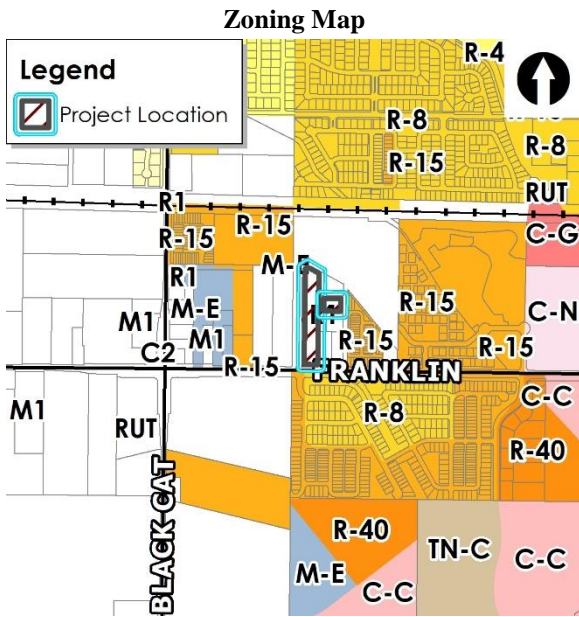 Zoning Map
Legend
Project Location
R-4
R-8
R-15
R-8
RUT
R1
R-15
R-15
C-G
M-E
R1
M-E
M1
M1
C2
R-15
R-15
R-15
R-15
C-N
FRANKLIN
M1
RUT
R-8
C-C
R-40
BLACK CAT
R-40
M-E
TN-C
C-C
C-C